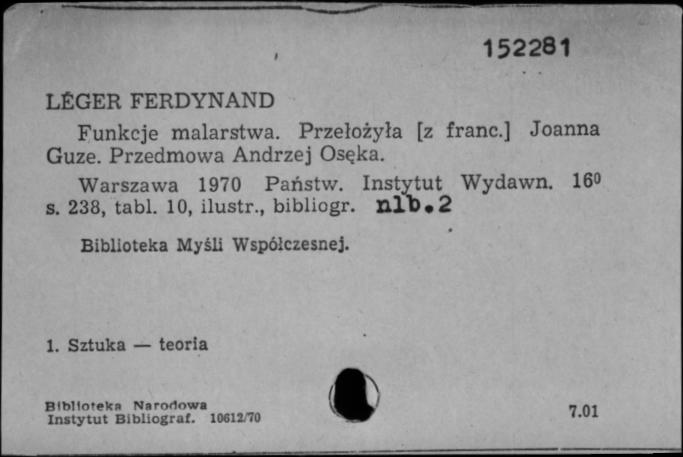 152281
LÉGER FERDYNAND
Funkcje malarstwa. Przełożyła [z franc.] Joanna
Guze. Przedmowa Andrzej Osęka.
Warszawa 1970 Państw. Instytut Wydawn. 16⁰
s. 238, tabl. 10, ilustr., bibliogr. nlb.2
Biblioteka Myśli Współczesnej.
1. Sztuka — teoria
Biblioteka Narodowa
Instytut Bibliograf. 10612/70
7.01